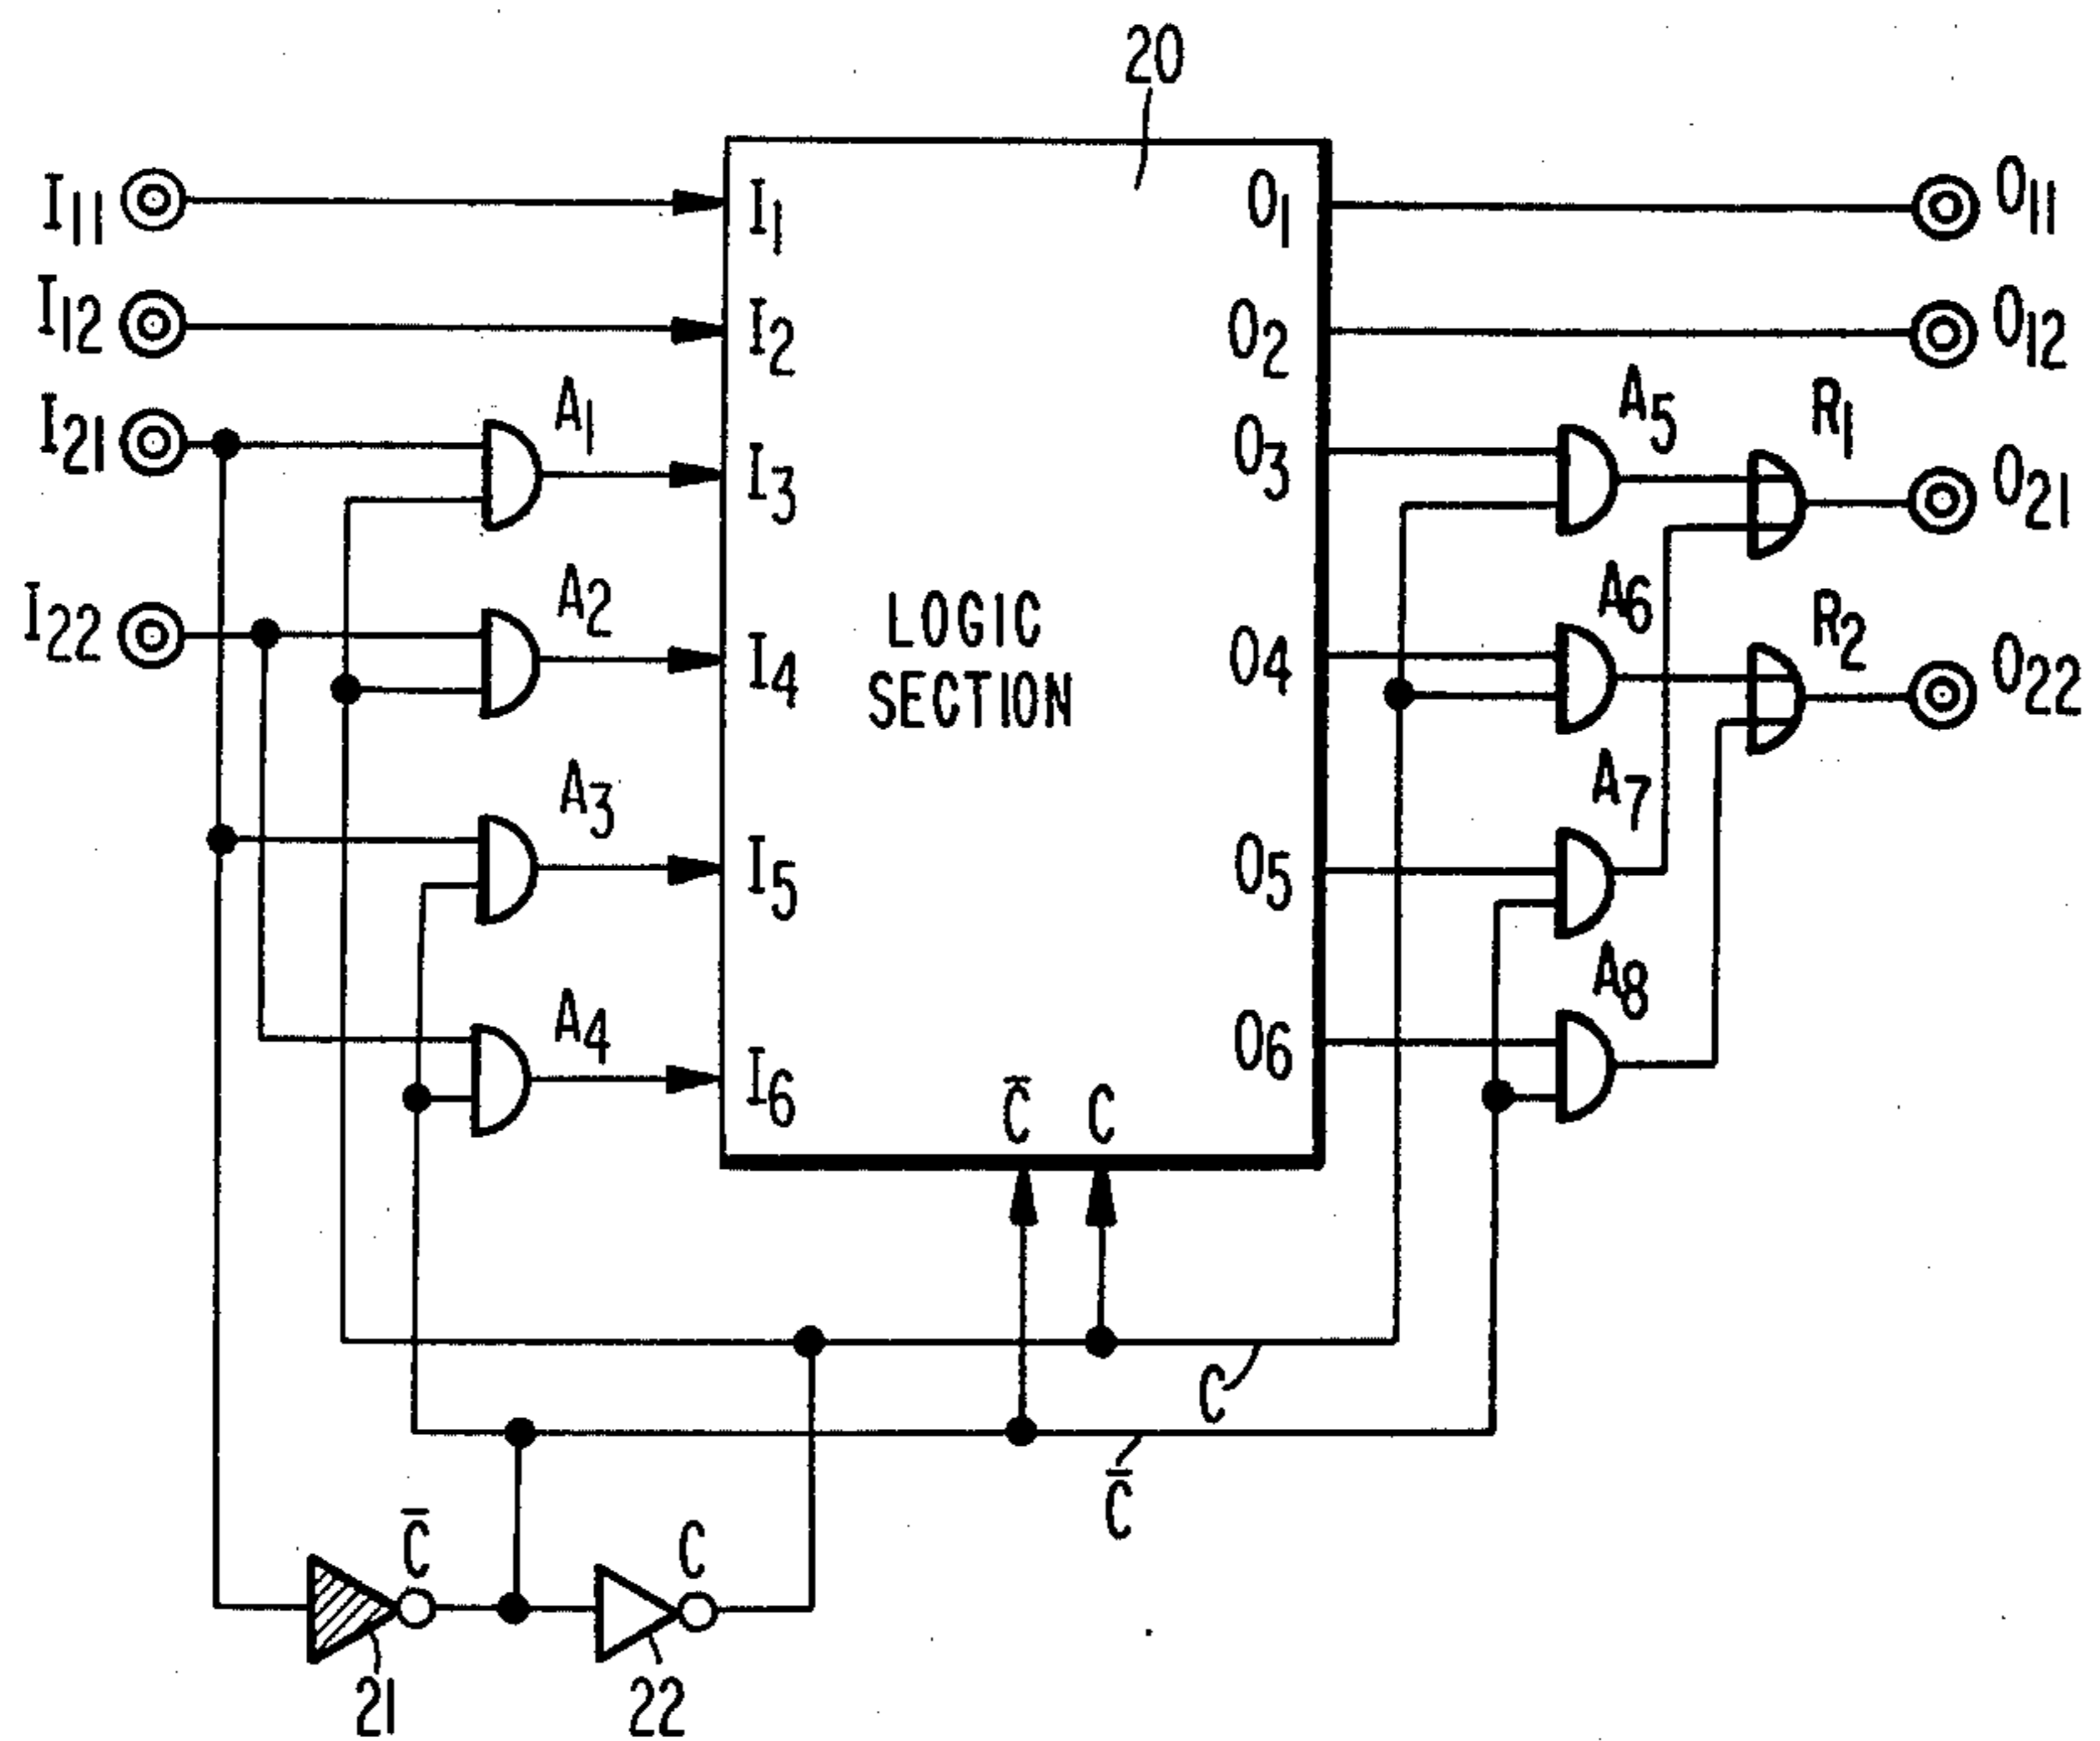 20
I11
I1
O1
O11
I12
I2
O2
O12
I21
A1
I3
O3
A5
R1
O21
I22
A2
I4
LOGIC
SECTION
O4
A6
R2
O22
A3
I5
O5
A7
A4
I6
O6
A8
C̅
C
C
C̅
C̅
C
21
22